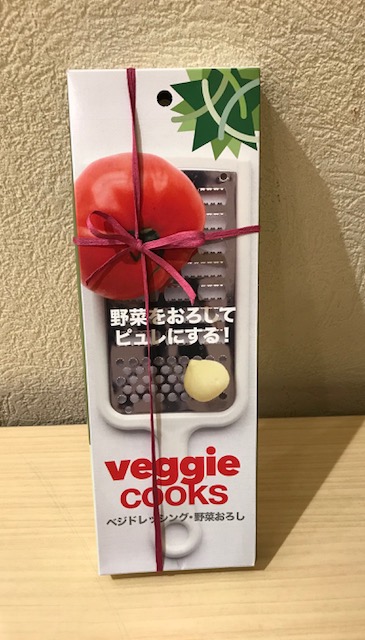 野菜をおろして
ピュレにする!
veggie
cooks
ベジドレッシング・野菜おろし